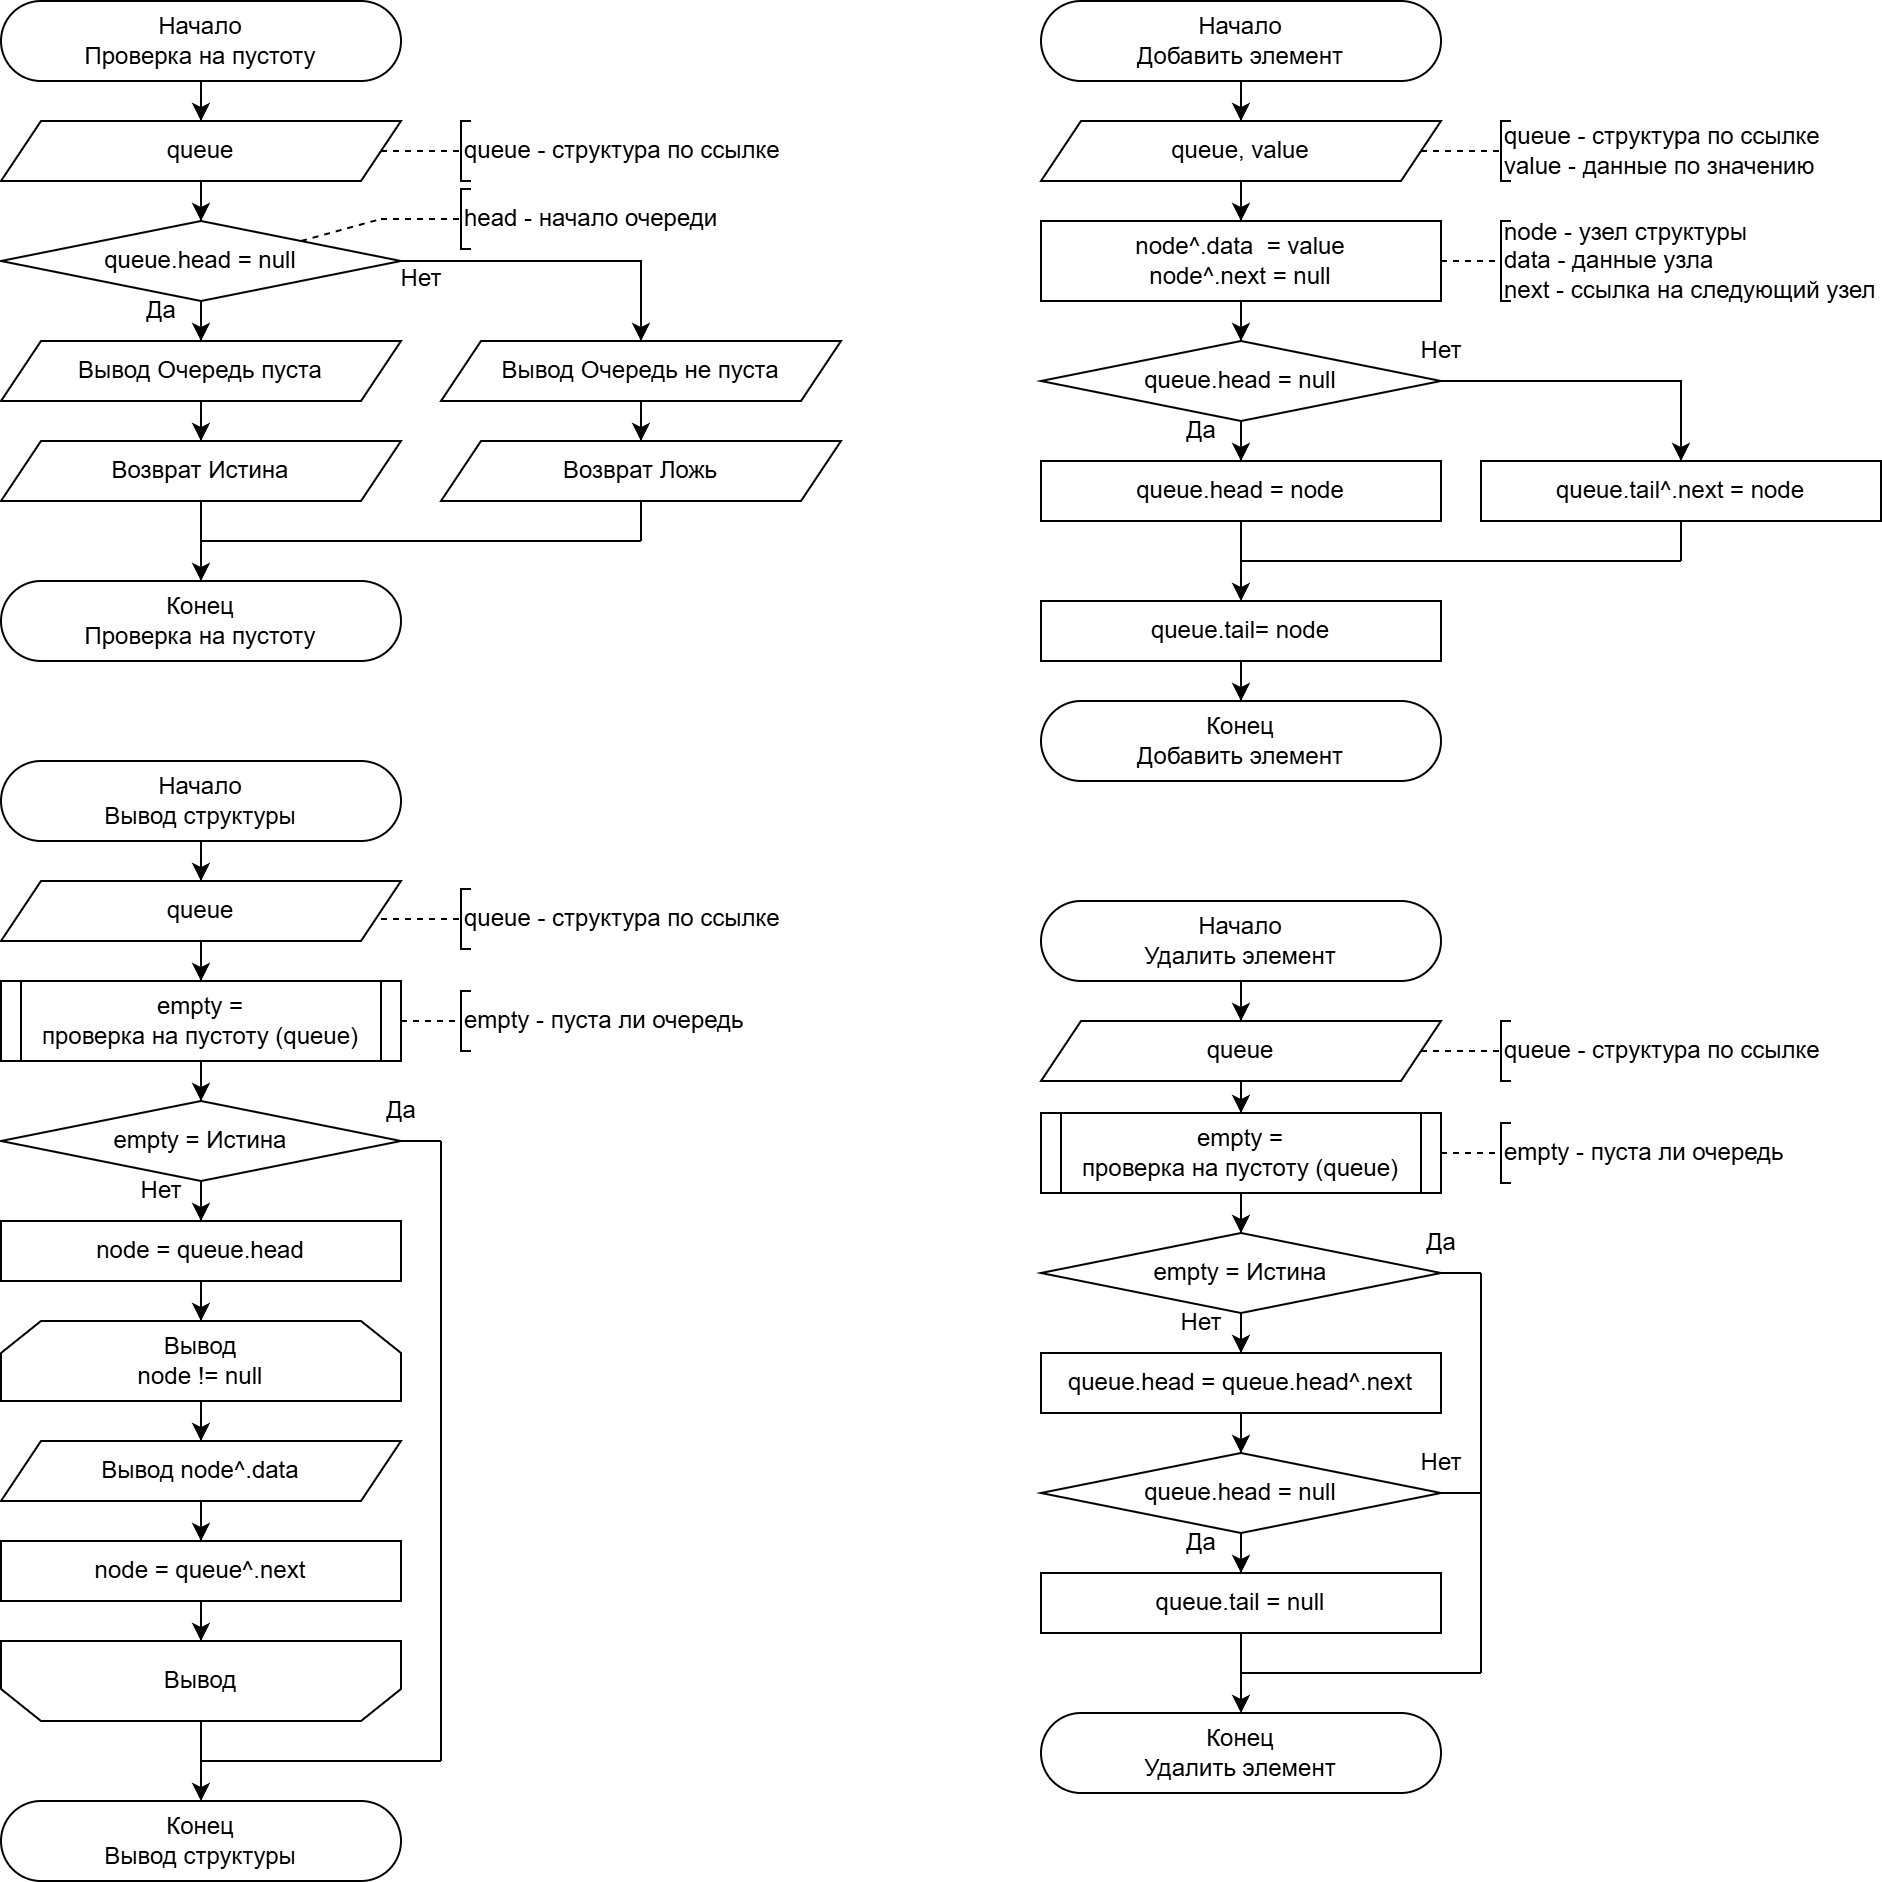 Начало
Проверка на пустоту
queue
queue - структура по ссылке
head - начало очереди
queue.head = null
Нет
Да
Вывод Очередь пуста
Вывод Очередь не пуста
Возврат Истина
Возврат Ложь
Конец
Проверка на пустоту
Начало
Добавить элемент
queue, value
queue - структура по ссылке
value - данные по значению
node^.data  = value
node^.next = null
node - узел структуры
data - данные узла
next - ссылка на следующий узел
Нет
queue.head = null
Да
queue.head = node
queue.tail^.next = node
queue.tail= node
Конец
Добавить элемент
Начало
Вывод структуры
queue
queue - структура по ссылке
empty =
проверка на пустоту (queue)
empty - пуста ли очередь
Да
empty = Истина
Нет
node = queue.head
Вывод
node != null
Вывод node^.data
node = queue^.next
Вывод
Конец
Вывод структуры
Начало
Удалить элемент
queue
queue - структура по ссылке
empty =
проверка на пустоту (queue)
empty - пуста ли очередь
Да
empty = Истина
Нет
queue.head = queue.head^.next
Нет
queue.head = null
Да
queue.tail = null
Конец
Удалить элемент